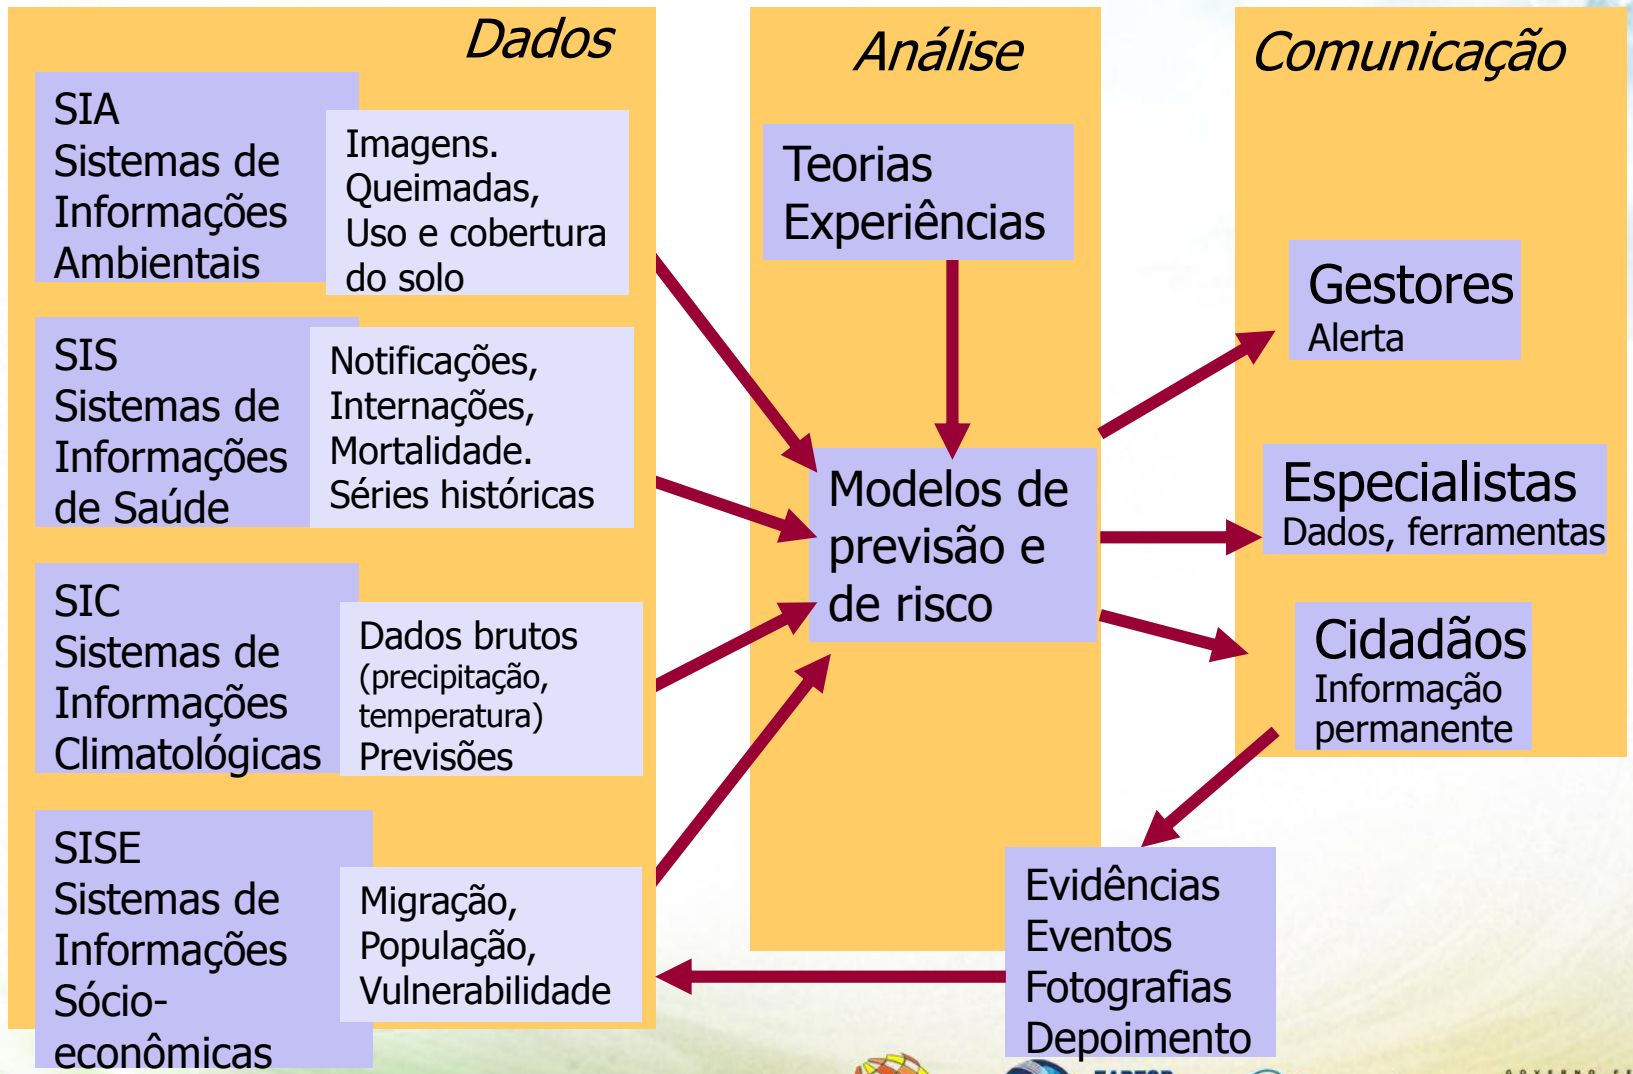 Dados
SIA
Sistemas de
Informações
Ambientais
Imagens.
Queimadas,
Uso e cobertura
do solo
SIS
Sistemas de
Informações
de Saúde
Notificações,
Internações,
Mortalidade.
Séries históricas
SIC
Sistemas de
Informações
Climatológicas
Dados brutos
(precipitação,
temperatura)
Previsões
SISE
Sistemas de
Informações
Sócio-
econômicas
Migração,
População,
Vulnerabilidade
Análise
Teorias
Experiências
Modelos de
previsão e
de risco
Comunicação
Gestores
Alerta
Especialistas
Dados, ferramentas
Cidadãos
Informação
permanente
Evidências
Eventos
Fotografias
Depoimento